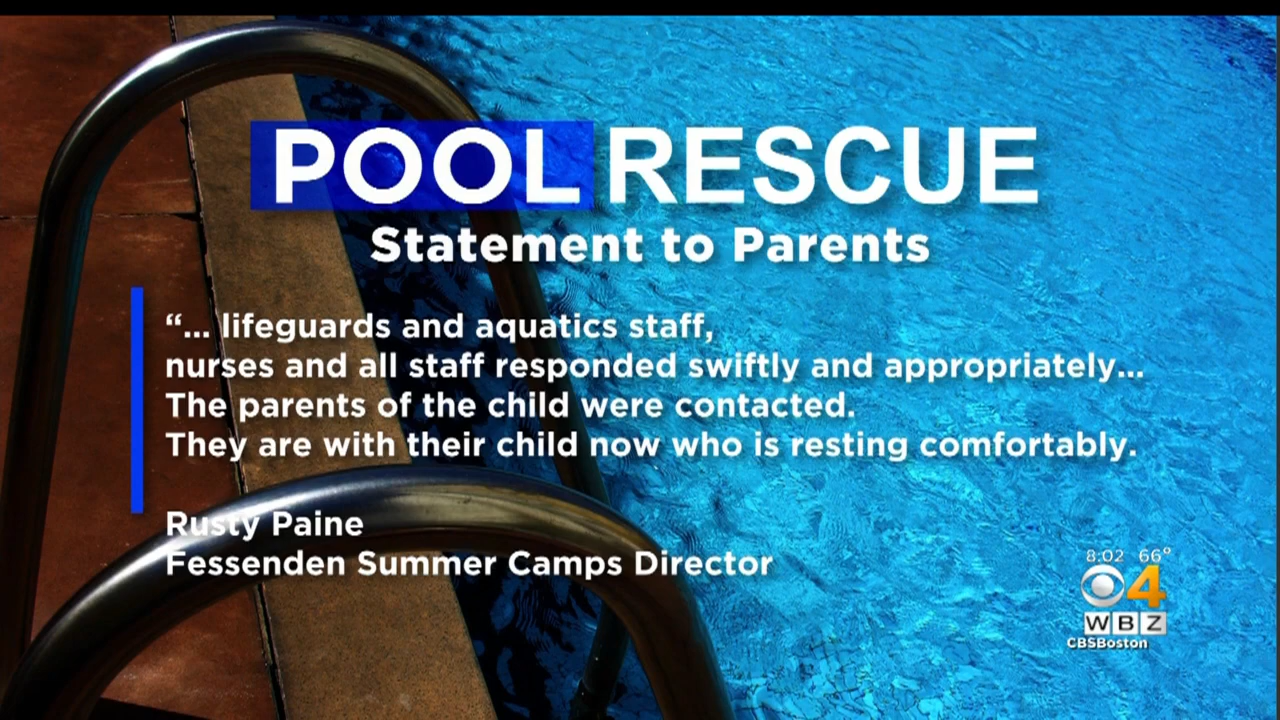 POOL RESCUE
Statement to Parents
“... lifeguards and aquatics staff,
nurses and all staff responded swiftly and appropriately...
The parents of the child were contacted.
They are with their child now who is resting comfortably.
Rusty Paine
Fessenden Summer Camps Director
8:02 66°
4
WBZ
CBSBoston